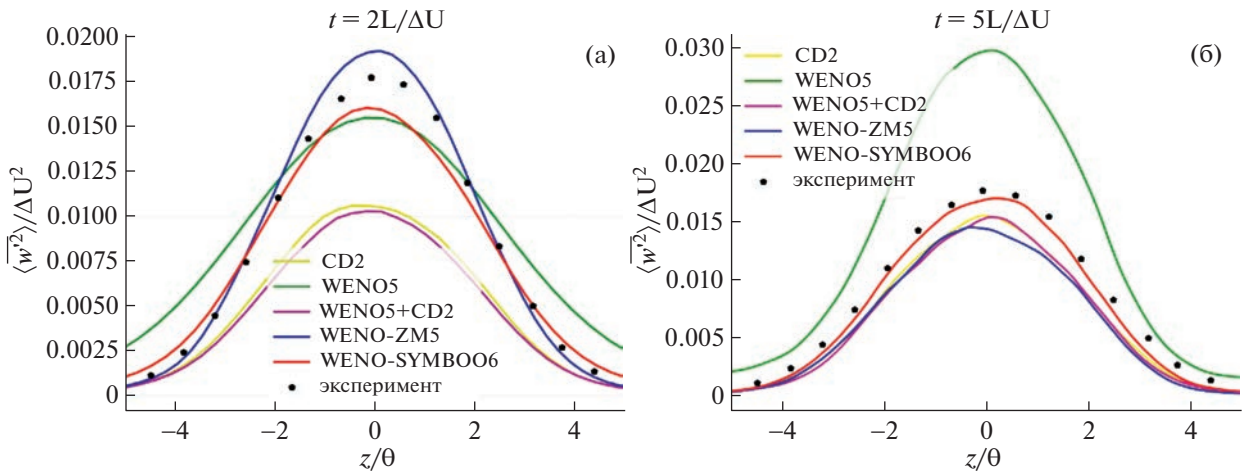 t = 2L/ΔU
(а)
⟨w'²⟩/ΔU²
0.0200
0.0175
0.0150
0.0125
0.0100
0.0075
0.0050
0.0025
0
CD2
WENO5
WENO5+CD2
WENO-ZM5
WENO-SYMBOO6
эксперимент
−4 −2 0 2 4
z/θ
t = 5L/ΔU
(б)
⟨w'²⟩/ΔU²
0.030
0.025
0.020
0.015
0.010
0.005
0
CD2
WENO5
WENO5+CD2
WENO-ZM5
WENO-SYMBOO6
эксперимент
−4 −2 0 2 4
z/θ